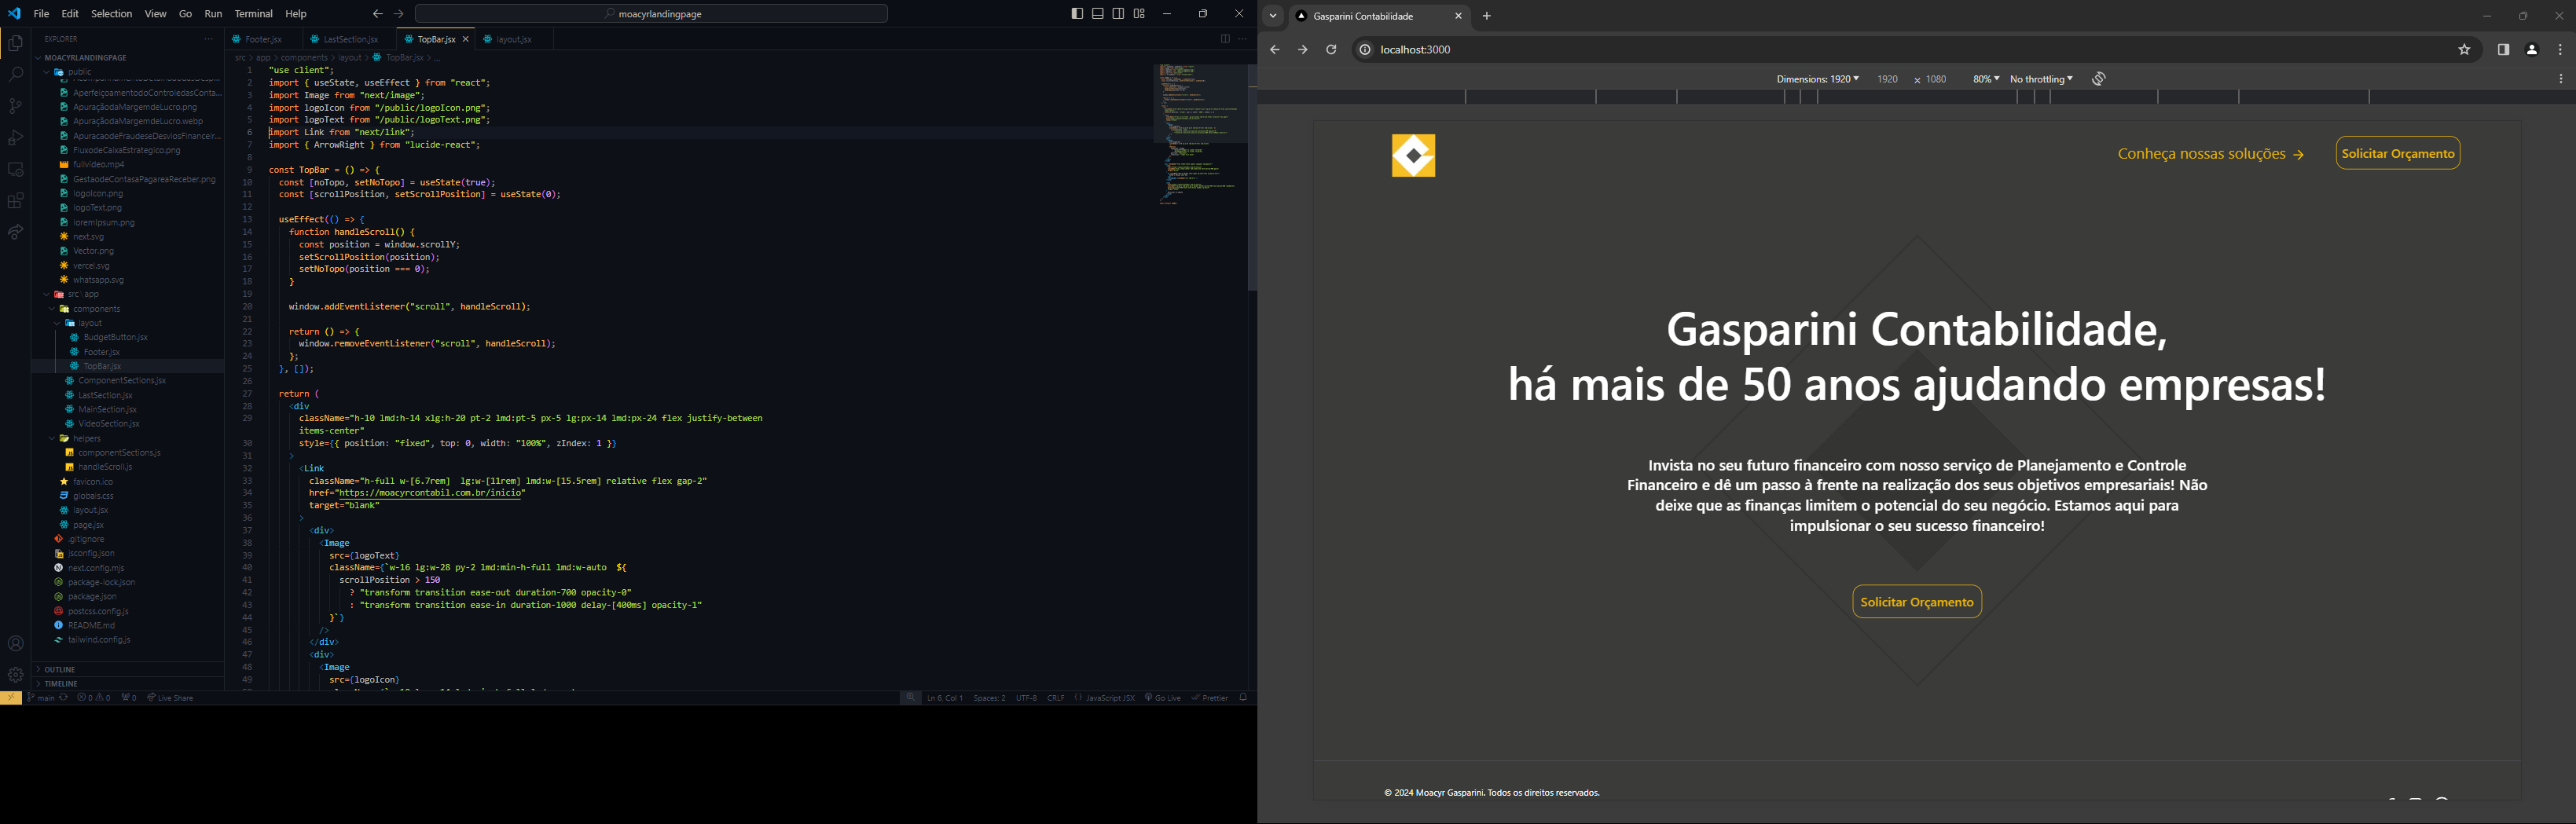 File Edit Selection View Go Run Terminal Help
moacyrlandingpage
EXPLORER
MOACYRLANDINGPAGE
public
AperfeiçoamentodoControledasConta...
ApuraçãodaMargemdeLucro.png
ApuraçãodaMargemdeLucro.webp
ApuracaodeFraudeseDesviosFinanceir...
FluxodeCaixaEstrategico.png
fullvideo.mp4
GestaodeContasaPagareaReceber.png
logoIcon.png
logoText.png
loremIpsum.png
next.svg
Vector.png
vercel.svg
whatsapp.svg
src \ app
components
layout
BudgetButton.jsx
Footer.jsx
TopBar.jsx
ComponentSections.jsx
LastSection.jsx
MainSection.jsx
VideoSection.jsx
helpers
componentSections.js
handleScroll.js
favicon.ico
globals.css
layout.jsx
page.jsx
.gitignore
jsconfig.json
next.config.mjs
package-lock.json
package.json
postcss.config.js
README.md
tailwind.config.js
OUTLINE
TIMELINE
Footer.jsx LastSection.jsx TopBar.jsx layout.jsx
src > app > components > layout > TopBar.jsx > ...
1 "use client";
2 import { useState, useEffect } from "react";
3 import Image from "next/image";
4 import logoIcon from "/public/logoIcon.png";
5 import logoText from "/public/logoText.png";
6 import Link from "next/link";
7 import { ArrowRight } from "lucide-react";
8
9 const TopBar = () => {
10 const [noTopo, setNoTopo] = useState(true);
11 const [scrollPosition, setScrollPosition] = useState(0);
12
13 useEffect(() => {
14 function handleScroll() {
15 const position = window.scrollY;
16 setScrollPosition(position);
17 setNoTopo(position === 0);
18 }
19
20 window.addEventListener("scroll", handleScroll);
21
22 return () => {
23 window.removeEventListener("scroll", handleScroll);
24 };
25 }, []);
26
27 return (
28 <div
29 className="h-10 lmd:h-14 xlg:h-20 pt-2 lmd:pt-5 px-5 lg:px-14 lmd:px-24 flex justify-between
items-center"
30 style={{ position: "fixed", top: 0, width: "100%", zIndex: 1 }}
31 >
32 <Link
33 className="h-full w-[6.7rem]  lg:w-[11rem] lmd:w-[15.5rem] relative flex gap-2"
34 href="https://moacyrcontabil.com.br/inicio"
35 target="blank"
36 >
37 <div>
38 <Image
39 src={logoText}
40 className={`w-16 lg:w-28 py-2 lmd:min-h-full lmd:w-auto  ${
41 scrollPosition > 150
42 ? "transform transition ease-out duration-700 opacity-0"
43 : "transform transition ease-in duration-1000 delay-[400ms] opacity-1"
44 }`}
45 />
46 </div>
47 <div>
48 <Image
49 src={logoIcon}
main 0 0 0 Live Share
Ln 6, Col 1 Spaces: 2 UTF-8 CRLF JavaScript JSX Go Live Prettier
Gasparini Contabilidade
localhost:3000
Dimensions: 1920 1920 × 1080 80% No throttling
Conheça nossas soluções → Solicitar Orçamento
Gasparini Contabilidade,
há mais de 50 anos ajudando empresas!
Invista no seu futuro financeiro com nosso serviço de Planejamento e Controle
Financeiro e dê um passo à frente na realização dos seus objetivos empresariais! Não
deixe que as finanças limitem o potencial do seu negócio. Estamos aqui para
impulsionar o seu sucesso financeiro!
Solicitar Orçamento
© 2024 Moacyr Gasparini. Todos os direitos reservados.